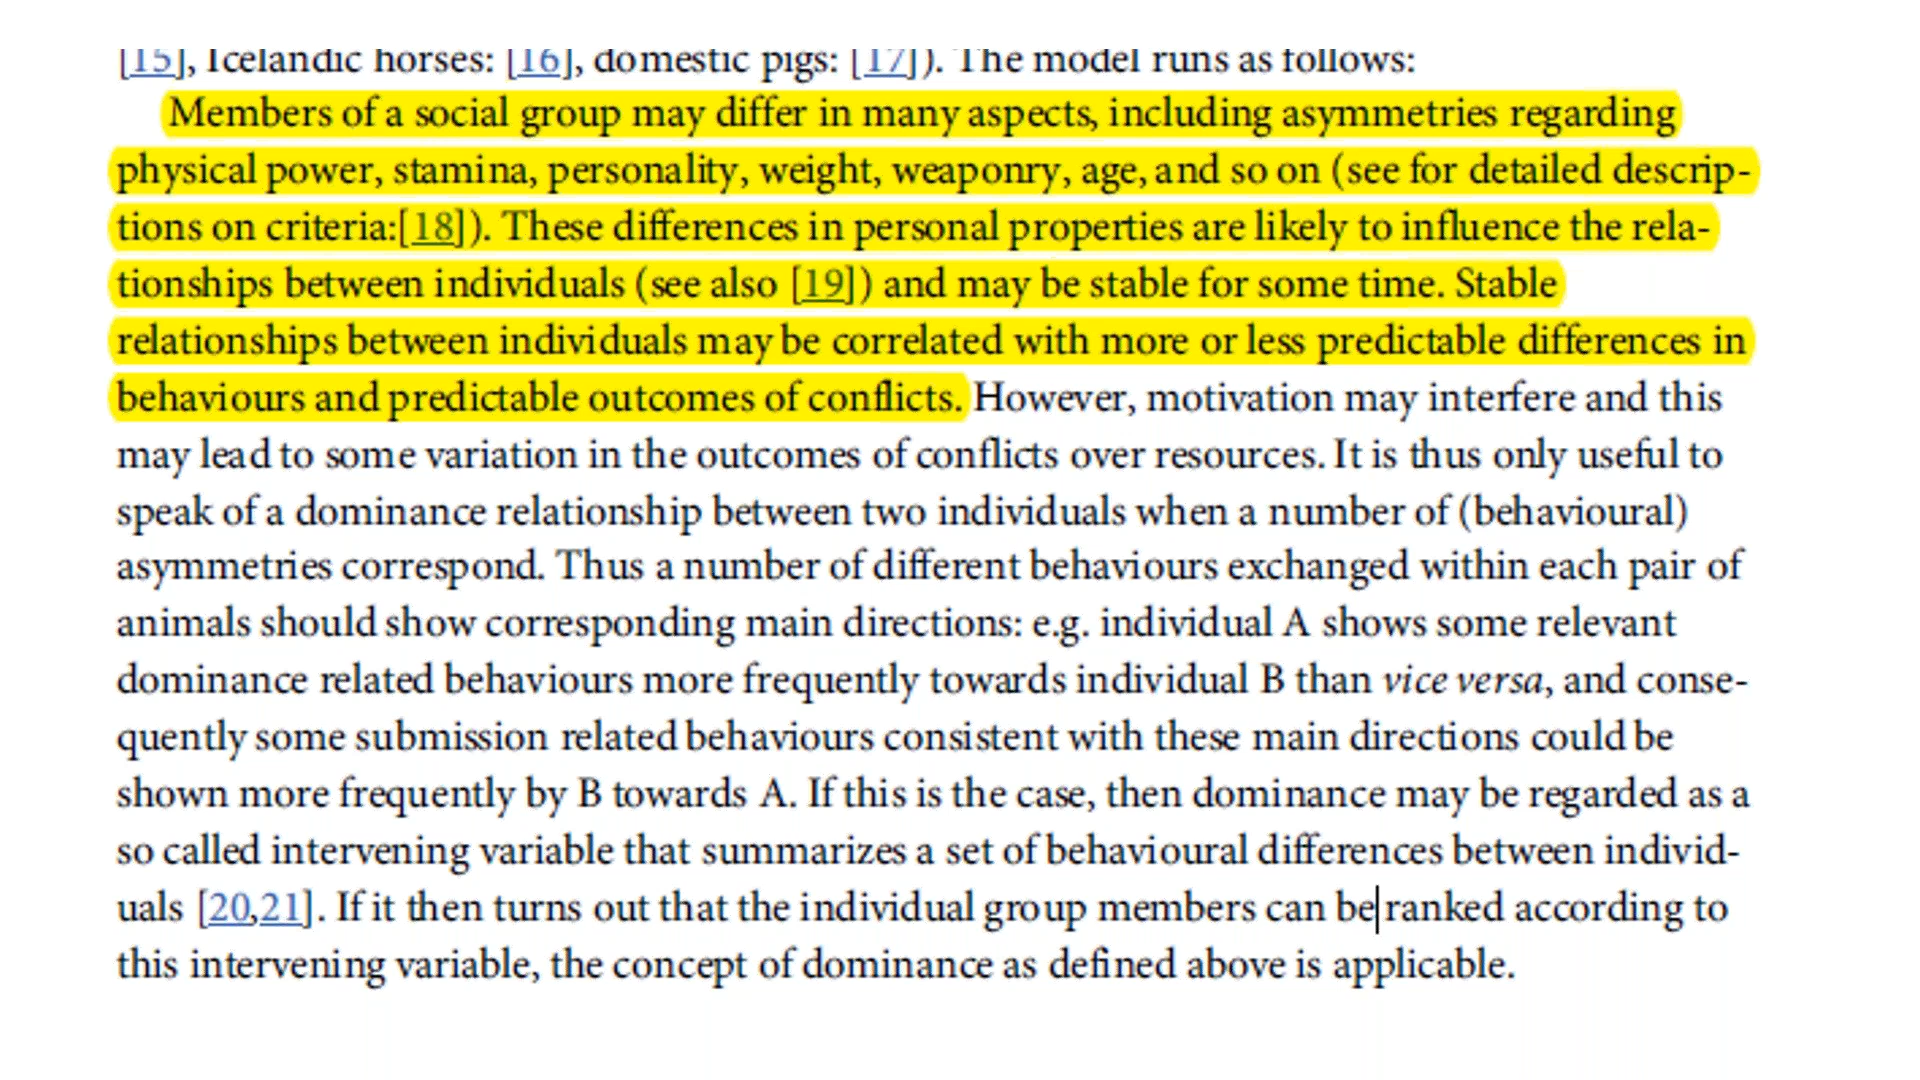 [15], Icelandic horses: [16], domestic pigs: [17]). The model runs as follows:
Members of a social group may differ in many aspects, including asymmetries regarding
physical power, stamina, personality, weight, weaponry, age, and so on (see for detailed descrip-
tions on criteria:[18]). These differences in personal properties are likely to influence the rela-
tionships between individuals (see also [19]) and may be stable for some time. Stable
relationships between individuals may be correlated with more or less predictable differences in
behaviours and predictable outcomes of conflicts. However, motivation may interfere and this
may lead to some variation in the outcomes of conflicts over resources. It is thus only useful to
speak of a dominance relationship between two individuals when a number of (behavioural)
asymmetries correspond. Thus a number of different behaviours exchanged within each pair of
animals should show corresponding main directions: e.g. individual A shows some relevant
dominance related behaviours more frequently towards individual B than vice versa, and conse-
quently some submission related behaviours consistent with these main directions could be
shown more frequently by B towards A. If this is the case, then dominance may be regarded as a
so called intervening variable that summarizes a set of behavioural differences between individ-
uals [20,21]. If it then turns out that the individual group members can be ranked according to
this intervening variable, the concept of dominance as defined above is applicable.